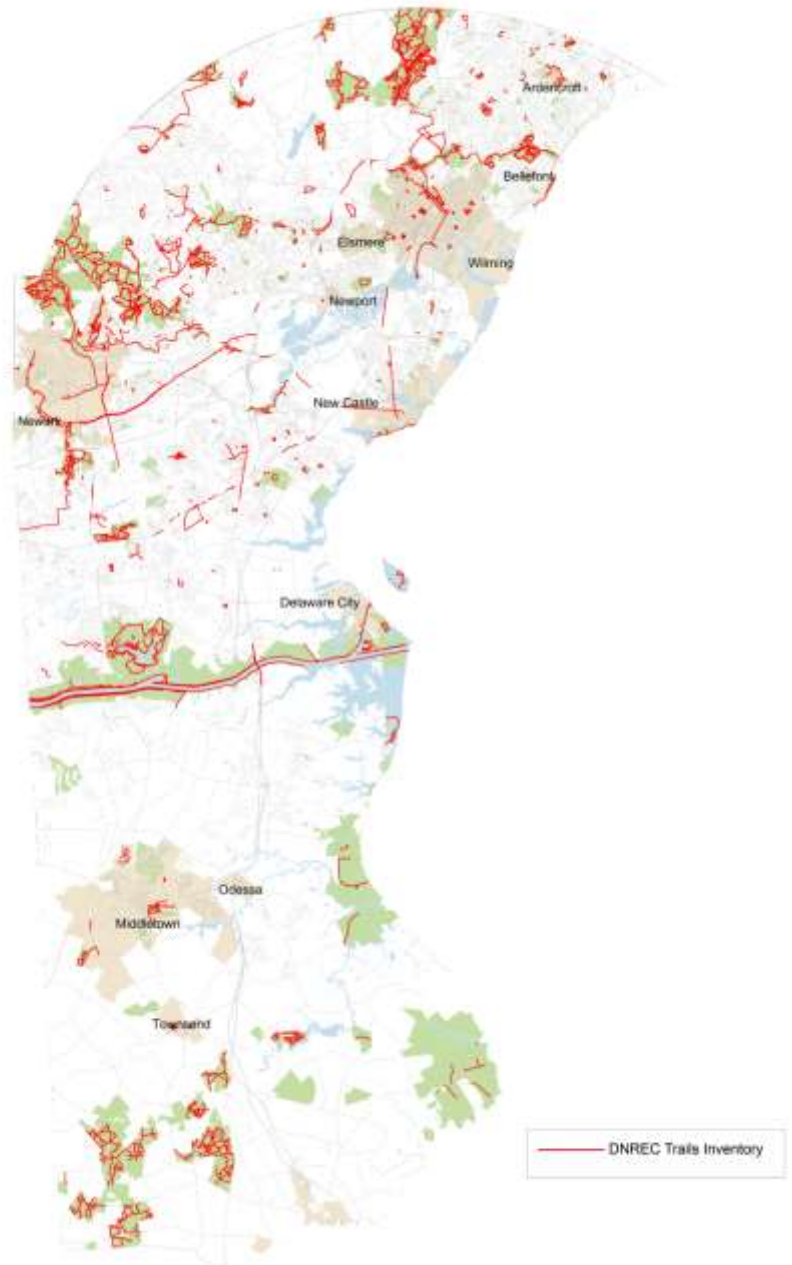 Ardencroft
Bellefont
Elsmere
Wilming
Newport
New Castle
Newark
Delaware City
Odessa
Middletown
Townsend
DNREC Trails Inventory